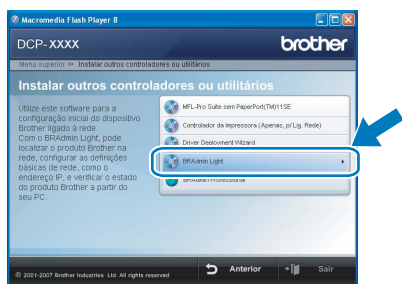 Macromedia Flash Player 8
DCP-XXXX
brother
Menu superior >> Instalar outros controladores ou utilitários
Instalar outros controladores ou utilitários
Utilize este software para a
configuração inicial do dispositivo
Brother ligado à rede.
Com o BRAdmin Light, pode
localizar o produto Brother na
rede, configurar as definições
básicas de rede, como o
endereço IP, e verificar o estado
do produto Brother a partir do
seu PC.
MFL-Pro Suite sem PaperPort(TM)11SE
Controlador da Impressora (Apenas, p/ Lig. Rede)
Driver Deployment Wizard
BRAdmin Light
BRAdmin Professional
© 2001-2007 Brother Industries Ltd. All rights reserved
Anterior
Sair